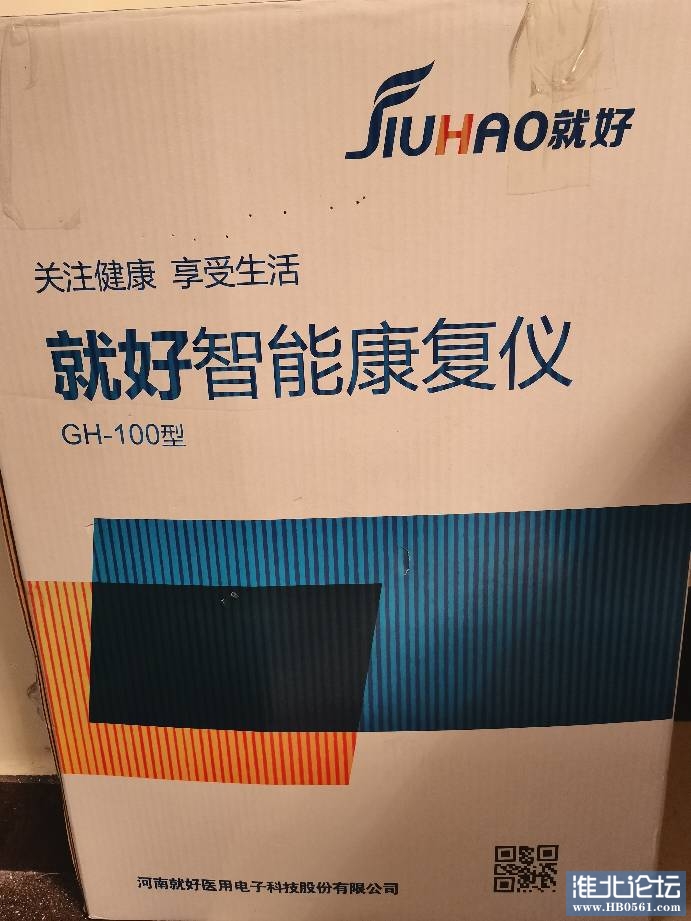 JIUHAO就好
关注健康 享受生活
就好智能康复仪
GH-100型
河南就好医用电子科技股份有限公司
淮北论坛
www.HB0561.com